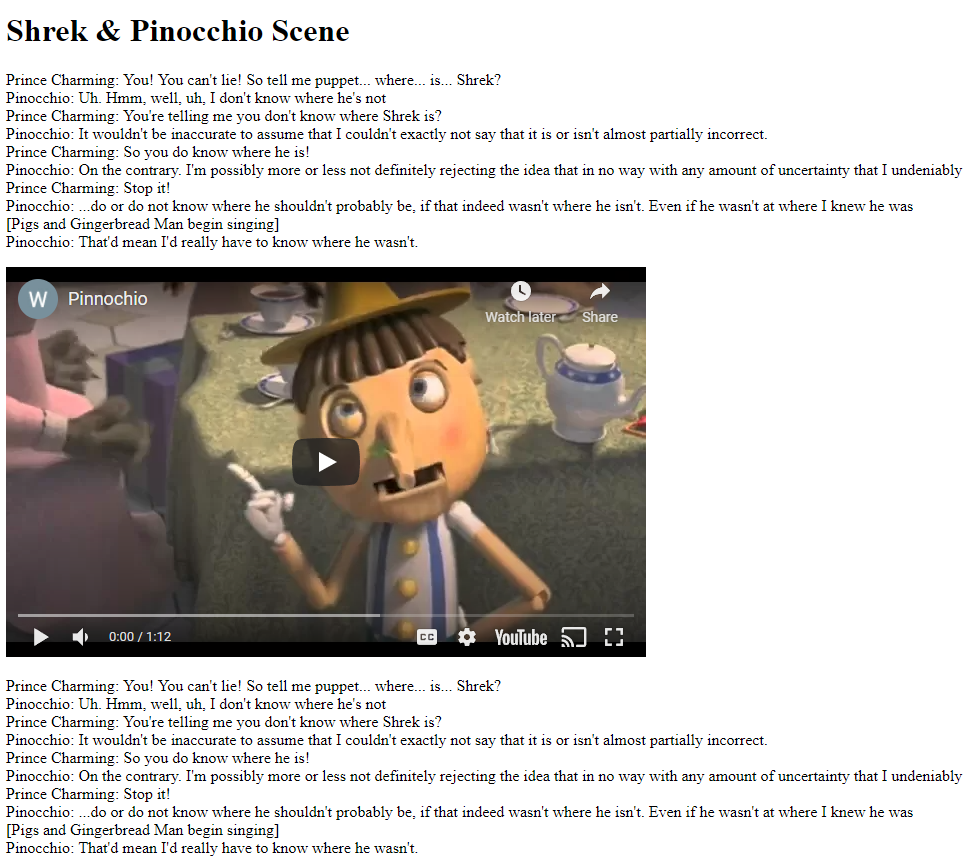 Shrek & Pinocchio Scene
Prince Charming: You! You can't lie! So tell me puppet... where... is... Shrek?
Pinocchio: Uh. Hmm, well, uh, I don't know where he's not
Prince Charming: You're telling me you don't know where Shrek is?
Pinocchio: It wouldn't be inaccurate to assume that I couldn't exactly not say that it is or isn't almost partially incorrect.
Prince Charming: So you do know where he is!
Pinocchio: On the contrary. I'm possibly more or less not definitely rejecting the idea that in no way with any amount of uncertainty that I undeniably
Prince Charming: Stop it!
Pinocchio: ...do or do not know where he shouldn't probably be, if that indeed wasn't where he isn't. Even if he wasn't at where I knew he was
[Pigs and Gingerbread Man begin singing]
Pinocchio: That'd mean I'd really have to know where he wasn't.
W Pinnochio
Watch later Share
0:00 / 1:12 CC YouTube
Prince Charming: You! You can't lie! So tell me puppet... where... is... Shrek?
Pinocchio: Uh. Hmm, well, uh, I don't know where he's not
Prince Charming: You're telling me you don't know where Shrek is?
Pinocchio: It wouldn't be inaccurate to assume that I couldn't exactly not say that it is or isn't almost partially incorrect.
Prince Charming: So you do know where he is!
Pinocchio: On the contrary. I'm possibly more or less not definitely rejecting the idea that in no way with any amount of uncertainty that I undeniably
Prince Charming: Stop it!
Pinocchio: ...do or do not know where he shouldn't probably be, if that indeed wasn't where he isn't. Even if he wasn't at where I knew he was
[Pigs and Gingerbread Man begin singing]
Pinocchio: That'd mean I'd really have to know where he wasn't.